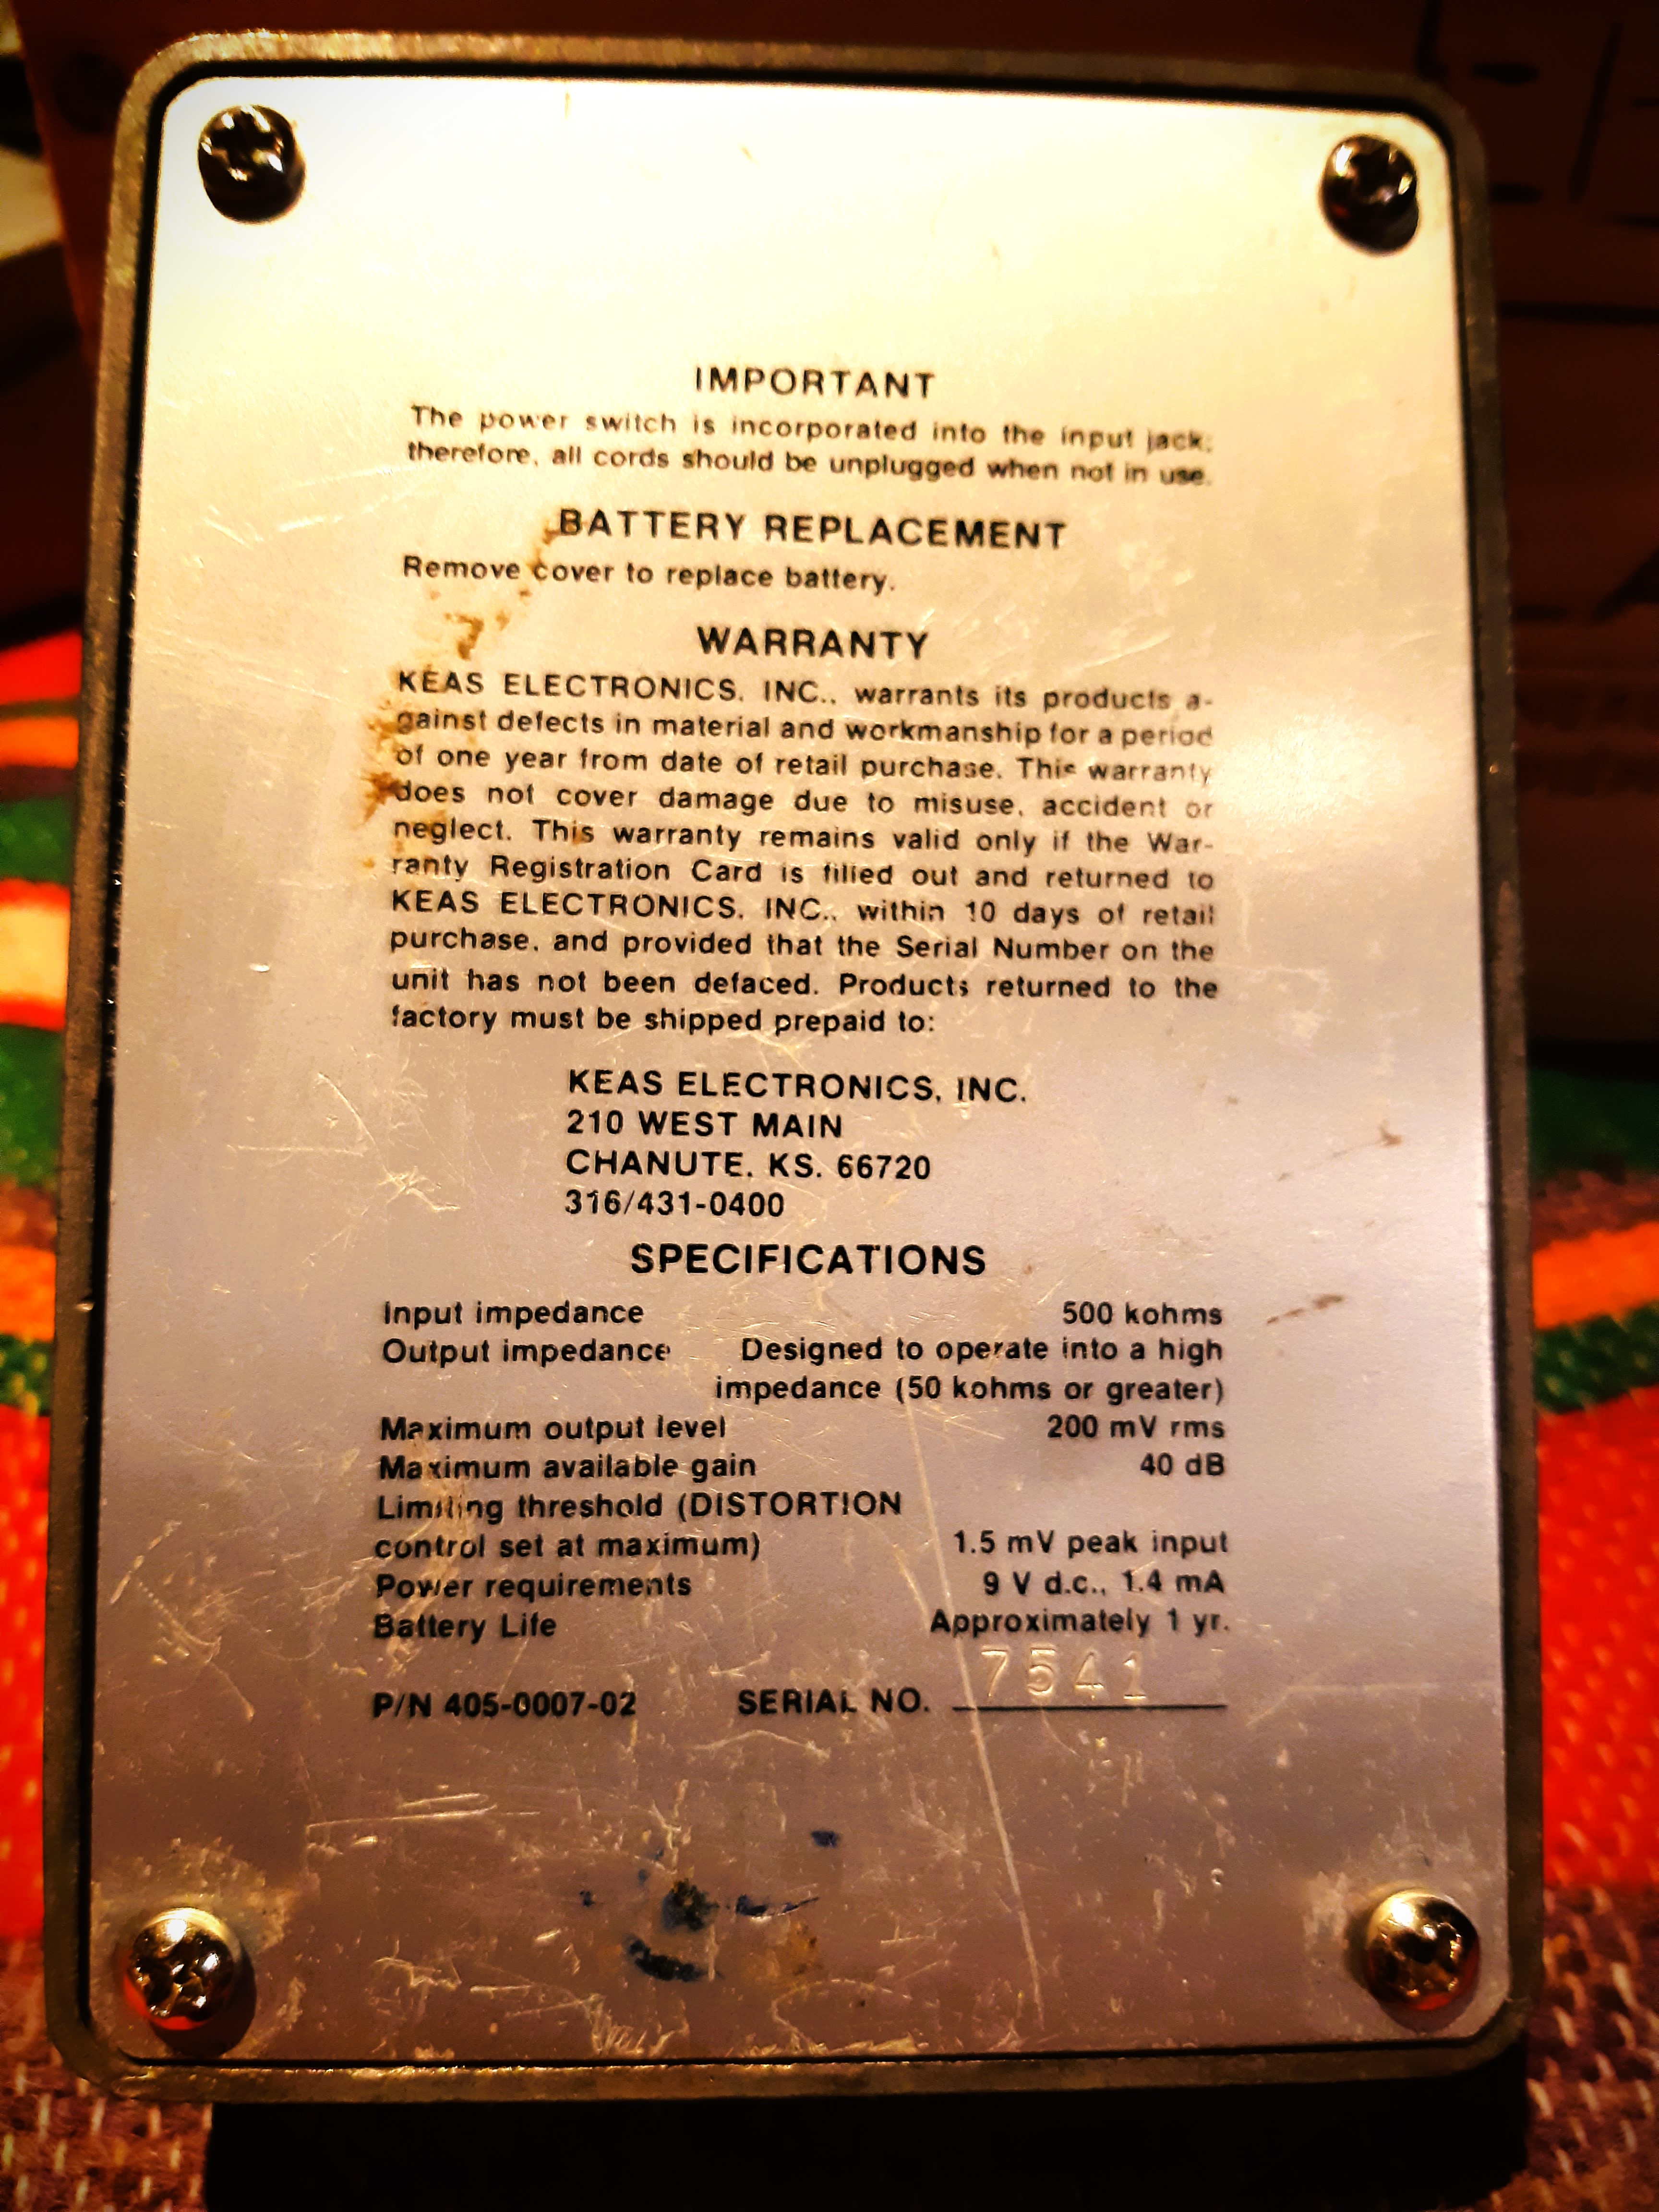 IMPORTANT
The power switch is incorporated into the input jack;
therefore, all cords should be unplugged when not in use.
BATTERY REPLACEMENT
Remove cover to replace battery.
WARRANTY
KEAS ELECTRONICS, INC., warrants its products a-
gainst defects in material and workmanship for a period
of one year from date of retail purchase. This warranty
does not cover damage due to misuse, accident or
neglect. This warranty remains valid only if the War-
ranty Registration Card is filled out and returned to
KEAS ELECTRONICS, INC., within 10 days of retail
purchase, and provided that the Serial Number on the
unit has not been defaced. Products returned to the
factory must be shipped prepaid to:
KEAS ELECTRONICS, INC.
210 WEST MAIN
CHANUTE, KS. 66720
316/431-0400
SPECIFICATIONS
Input impedance 500 kohms
Output impedance Designed to operate into a high
impedance (50 kohms or greater)
Maximum output level 200 mV rms
Maximum available gain 40 dB
Limiting threshold (DISTORTION
control set at maximum) 1.5 mV peak input
Power requirements 9 V d.c., 1.4 mA
Battery Life Approximately 1 yr.
P/N 405-0007-02 SERIAL NO. 7541